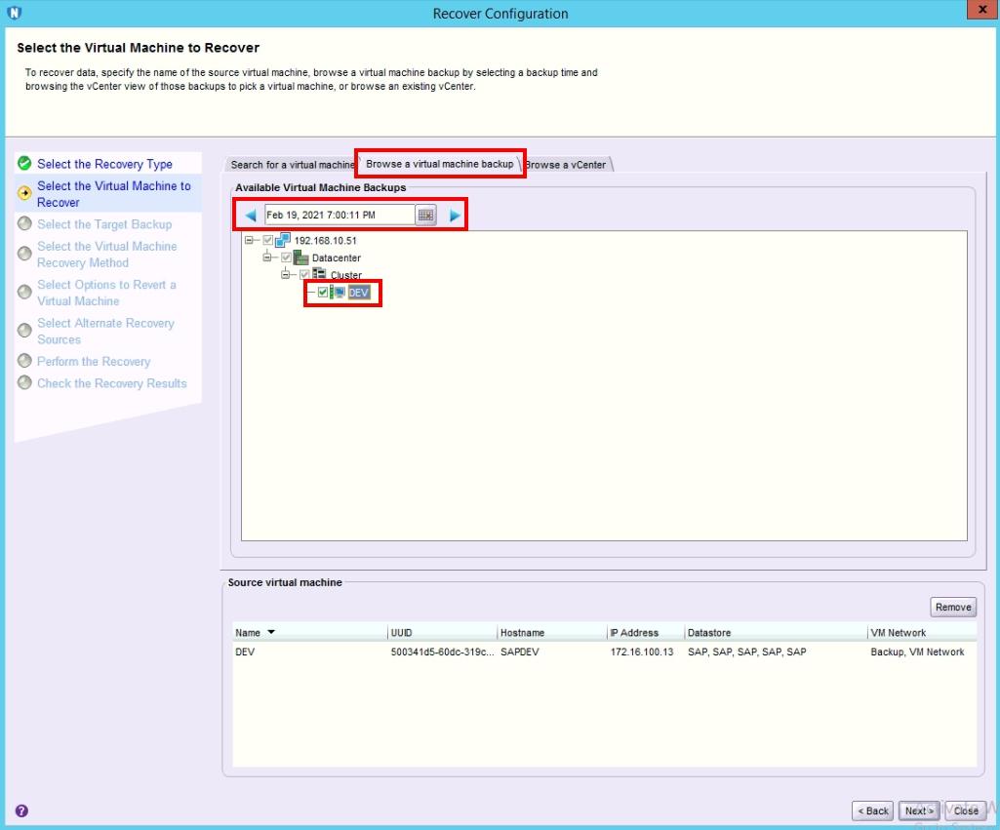 N
Recover Configuration
x
Select the Virtual Machine to Recover
To recover data, specify the name of the source virtual machine, browse a virtual machine backup by selecting a backup time and
browsing the vCenter view of those backups to pick a virtual machine, or browse an existing vCenter.
Select the Recovery Type
Select the Virtual Machine to
Recover
Select the Target Backup
Select the Virtual Machine
Recovery Method
Select Options to Revert a
Virtual Machine
Select Alternate Recovery
Sources
Perform the Recovery
Check the Recovery Results
Search for a virtual machine Browse a virtual machine backup Browse a vCenter
Available Virtual Machine Backups
Feb 19, 2021 7:00:11 PM
192.168.10.51
Datacenter
Cluster
DEV
Source virtual machine
Remove
Name UUID Hostname IP Address Datastore VM Network
DEV 500341d5-60dc-319c... SAPDEV 172.16.100.13 SAP, SAP, SAP, SAP, SAP Backup, VM Network
?
< Back Next > Close
Activate W